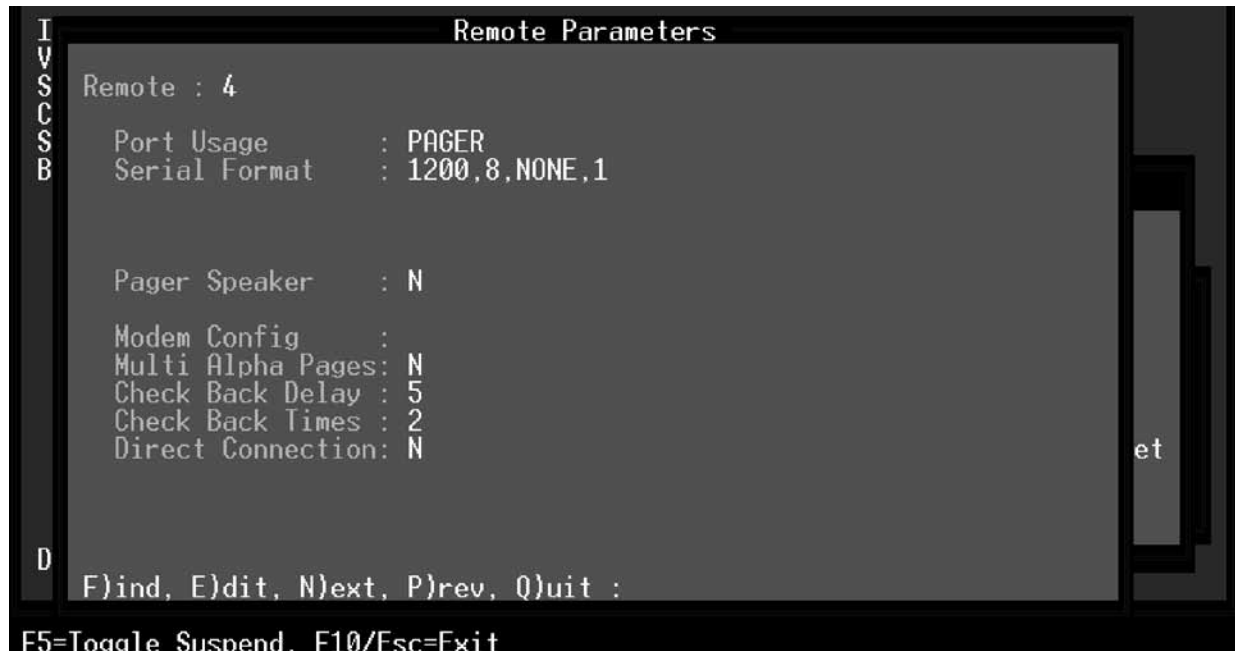 Remote Parameters
I
V
S
C
S
B
Remote : 4
Port Usage : PAGER
Serial Format : 1200,8,NONE,1
Pager Speaker : N
Modem Config :
Multi Alpha Pages: N
Check Back Delay : 5
Check Back Times : 2
Direct Connection: N
et
D
F)ind, E)dit, N)ext, P)rev, Q)uit :
F5=Toggle Suspend, F10/Esc=Exit